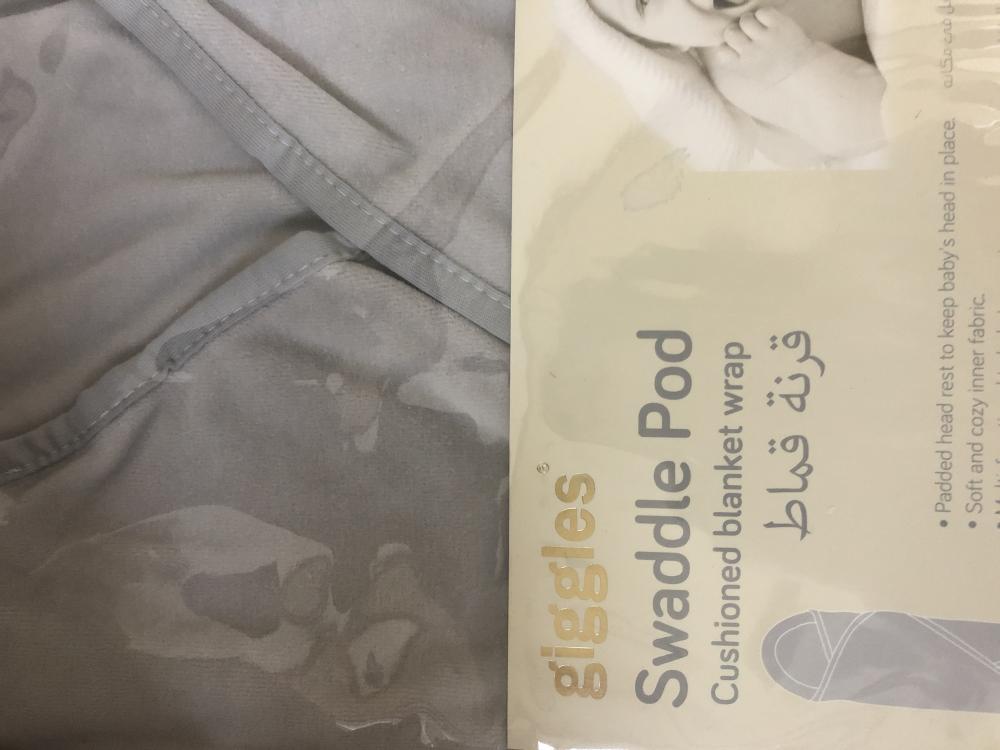 giggles®
Swaddle Pod
Cushioned blanket wrap
قرنة قماط
• Padded head rest to keep baby's head in place.
• Soft and cozy inner fabric.